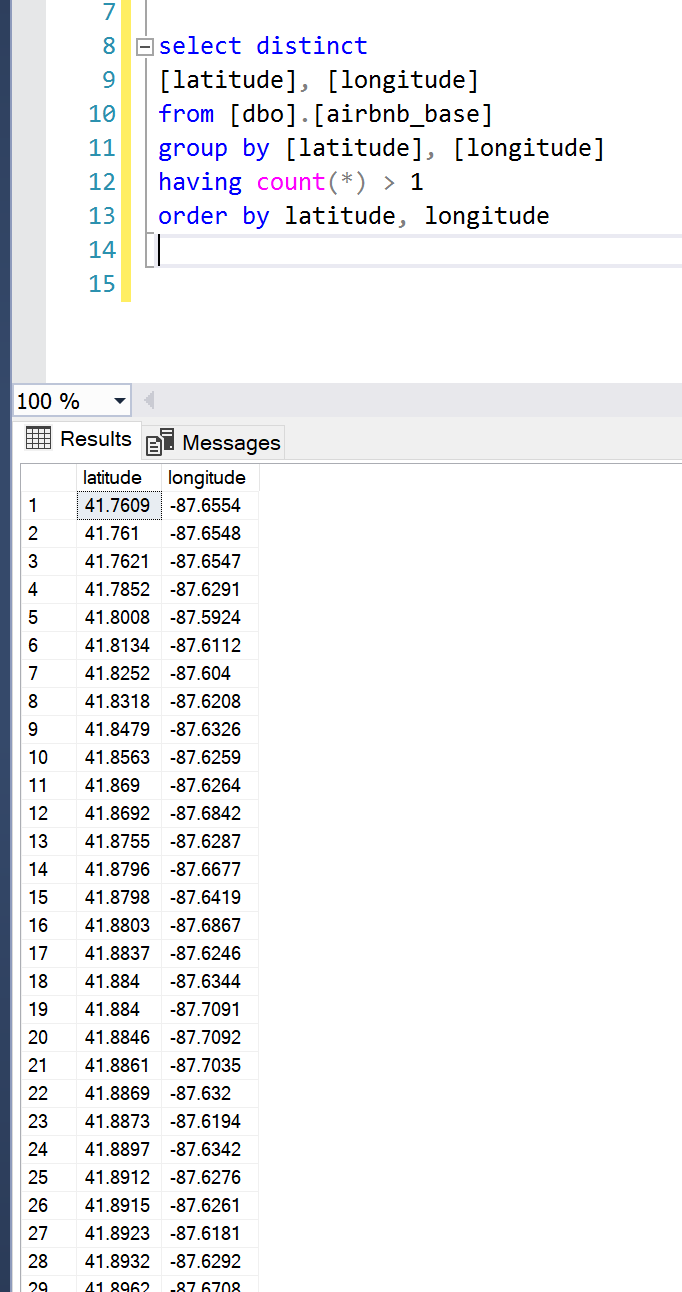 7
8 select distinct
9 [latitude], [longitude]
10 from [dbo].[airbnb_base]
11 group by [latitude], [longitude]
12 having count(*) > 1
13 order by latitude, longitude
14
15
100 %
Results Messages
latitude longitude
1 41.7609 -87.6554
2 41.761 -87.6548
3 41.7621 -87.6547
4 41.7852 -87.6291
5 41.8008 -87.5924
6 41.8134 -87.6112
7 41.8252 -87.604
8 41.8318 -87.6208
9 41.8479 -87.6326
10 41.8563 -87.6259
11 41.869 -87.6264
12 41.8692 -87.6842
13 41.8755 -87.6287
14 41.8796 -87.6677
15 41.8798 -87.6419
16 41.8803 -87.6867
17 41.8837 -87.6246
18 41.884 -87.6344
19 41.884 -87.7091
20 41.8846 -87.7092
21 41.8861 -87.7035
22 41.8869 -87.632
23 41.8873 -87.6194
24 41.8897 -87.6342
25 41.8912 -87.6276
26 41.8915 -87.6261
27 41.8923 -87.6181
28 41.8932 -87.6292
29 41.8962 -87.6708